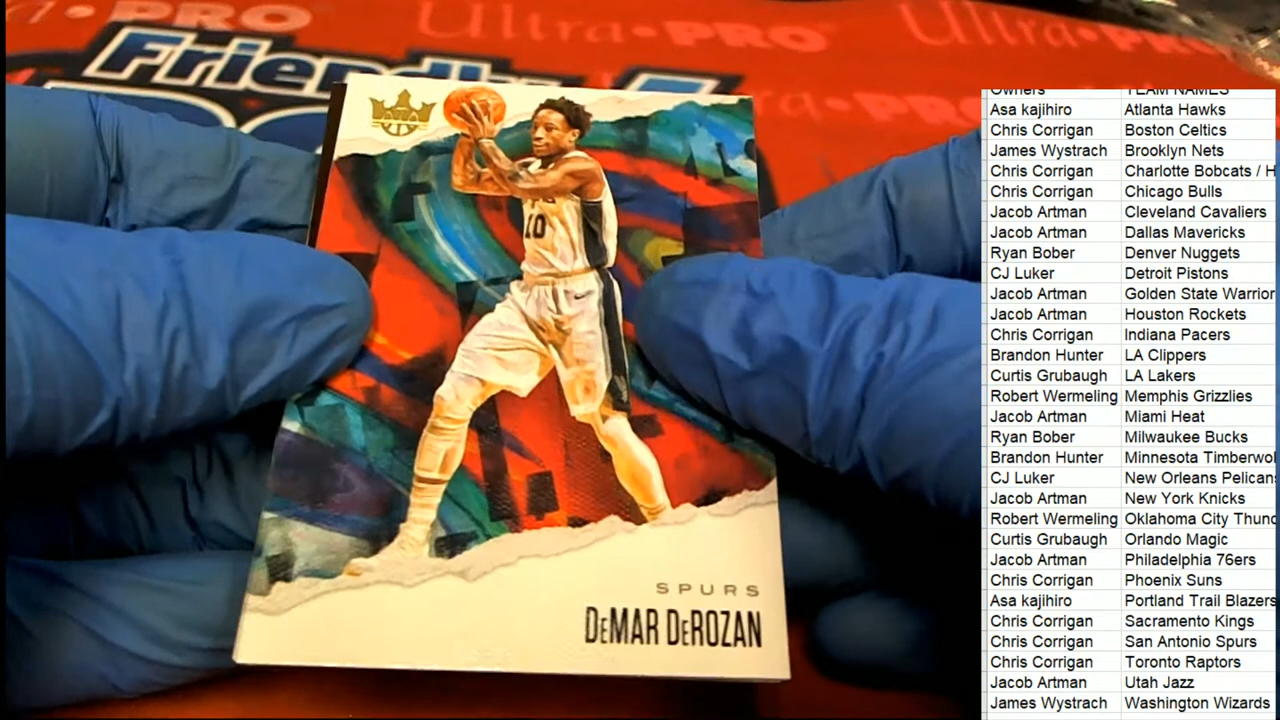 Ultra•PRO
Ultra•PRO
Friendly
SPURS
DeMAR DeROZAN
10
Owners TEAM NAMES
Asa kajihiro Atlanta Hawks
Chris Corrigan Boston Celtics
James Wystrach Brooklyn Nets
Chris Corrigan Charlotte Bobcats / H
Chris Corrigan Chicago Bulls
Jacob Artman Cleveland Cavaliers
Jacob Artman Dallas Mavericks
Ryan Bober Denver Nuggets
CJ Luker Detroit Pistons
Jacob Artman Golden State Warrior
Jacob Artman Houston Rockets
Chris Corrigan Indiana Pacers
Brandon Hunter LA Clippers
Curtis Grubaugh LA Lakers
Robert Wermeling Memphis Grizzlies
Jacob Artman Miami Heat
Ryan Bober Milwaukee Bucks
Brandon Hunter Minnesota Timberwol
CJ Luker New Orleans Pelicans
Jacob Artman New York Knicks
Robert Wermeling Oklahoma City Thund
Curtis Grubaugh Orlando Magic
Jacob Artman Philadelphia 76ers
Chris Corrigan Phoenix Suns
Asa kajihiro Portland Trail Blazers
Chris Corrigan Sacramento Kings
Chris Corrigan San Antonio Spurs
Chris Corrigan Toronto Raptors
Jacob Artman Utah Jazz
James Wystrach Washington Wizards